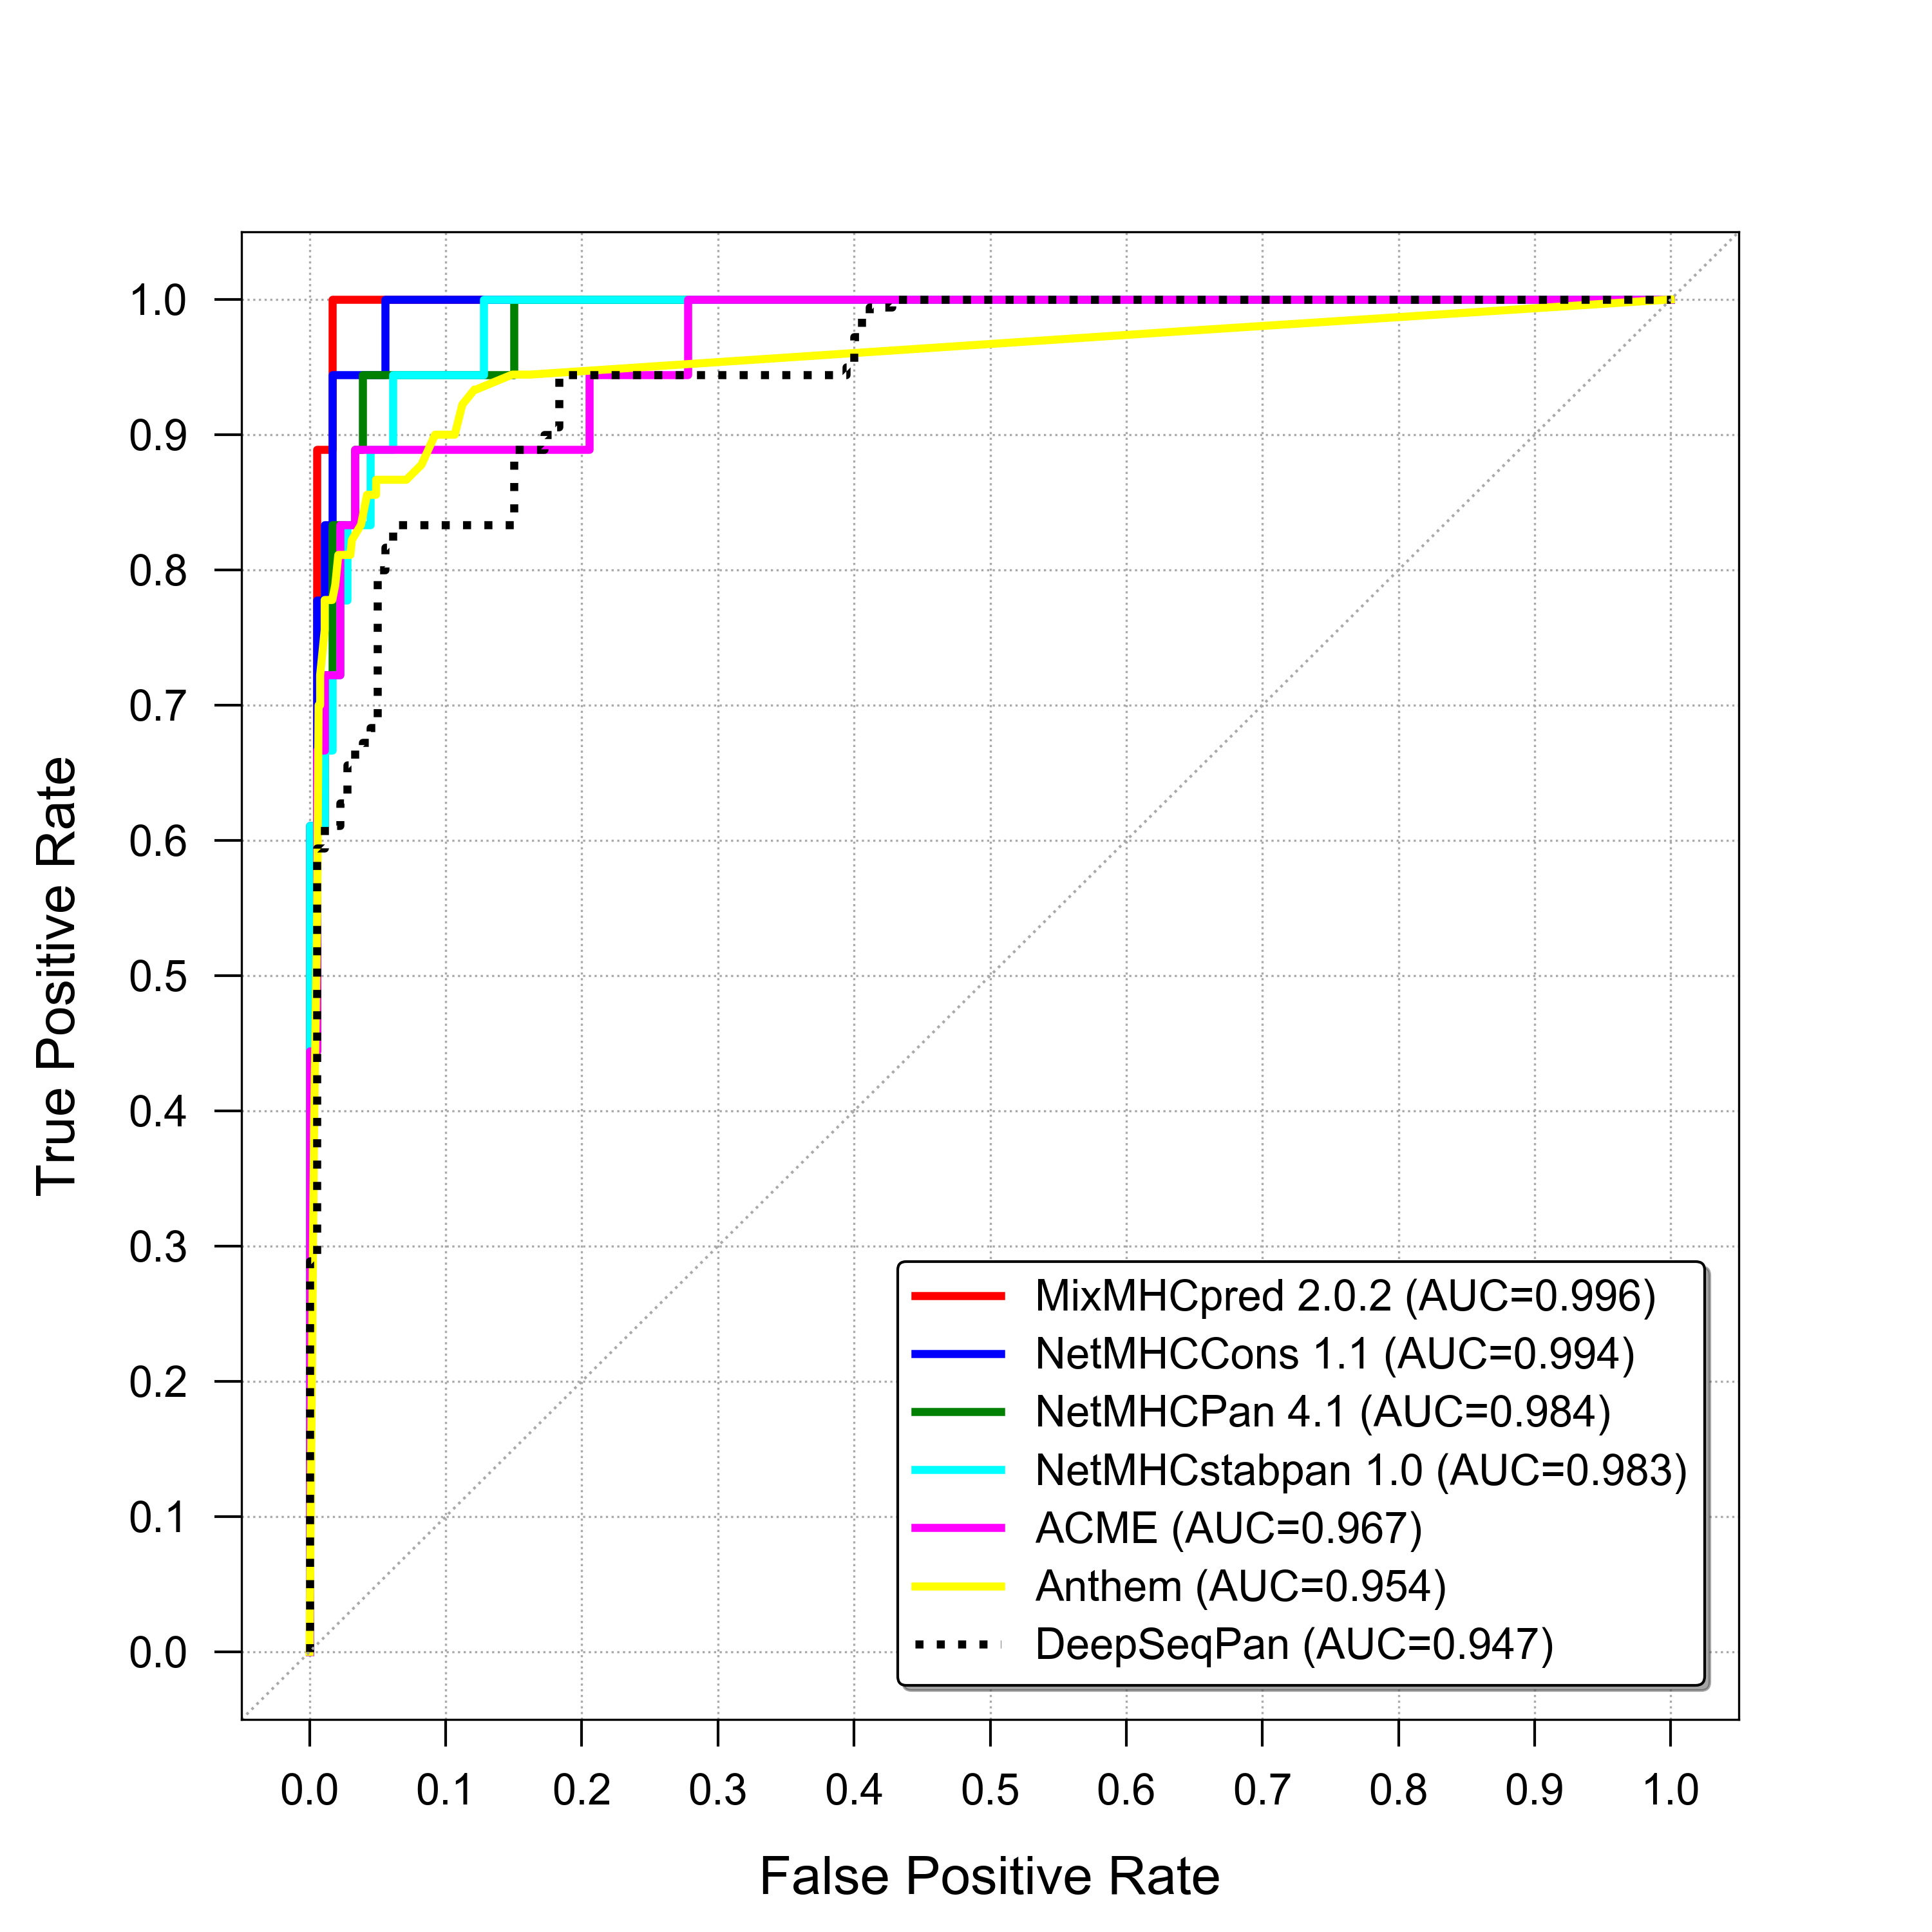 1.0
0.9
0.8
0.7
0.6
0.5
0.4
0.3
0.2
0.1
0.0
True Positive Rate
MixMHCpred 2.0.2 (AUC=0.996)
NetMHCCons 1.1 (AUC=0.994)
NetMHCPan 4.1 (AUC=0.984)
NetMHCstabpan 1.0 (AUC=0.983)
ACME (AUC=0.967)
Anthem (AUC=0.954)
DeepSeqPan (AUC=0.947)
0.0 0.1 0.2 0.3 0.4 0.5 0.6 0.7 0.8 0.9 1.0
False Positive Rate